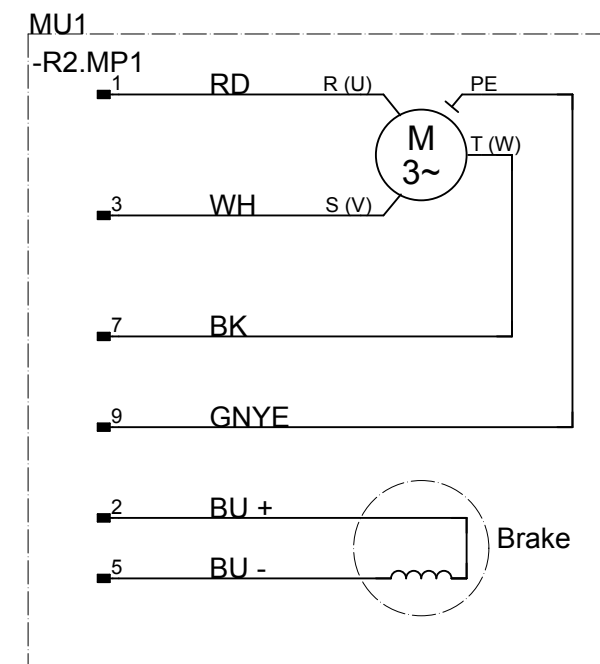 MU1
-R2.MP1
1 RD R (U) PE
M
3~
T (W)
3 WH S (V)
7 BK
9 GNYE
2 BU +
Brake
5 BU -